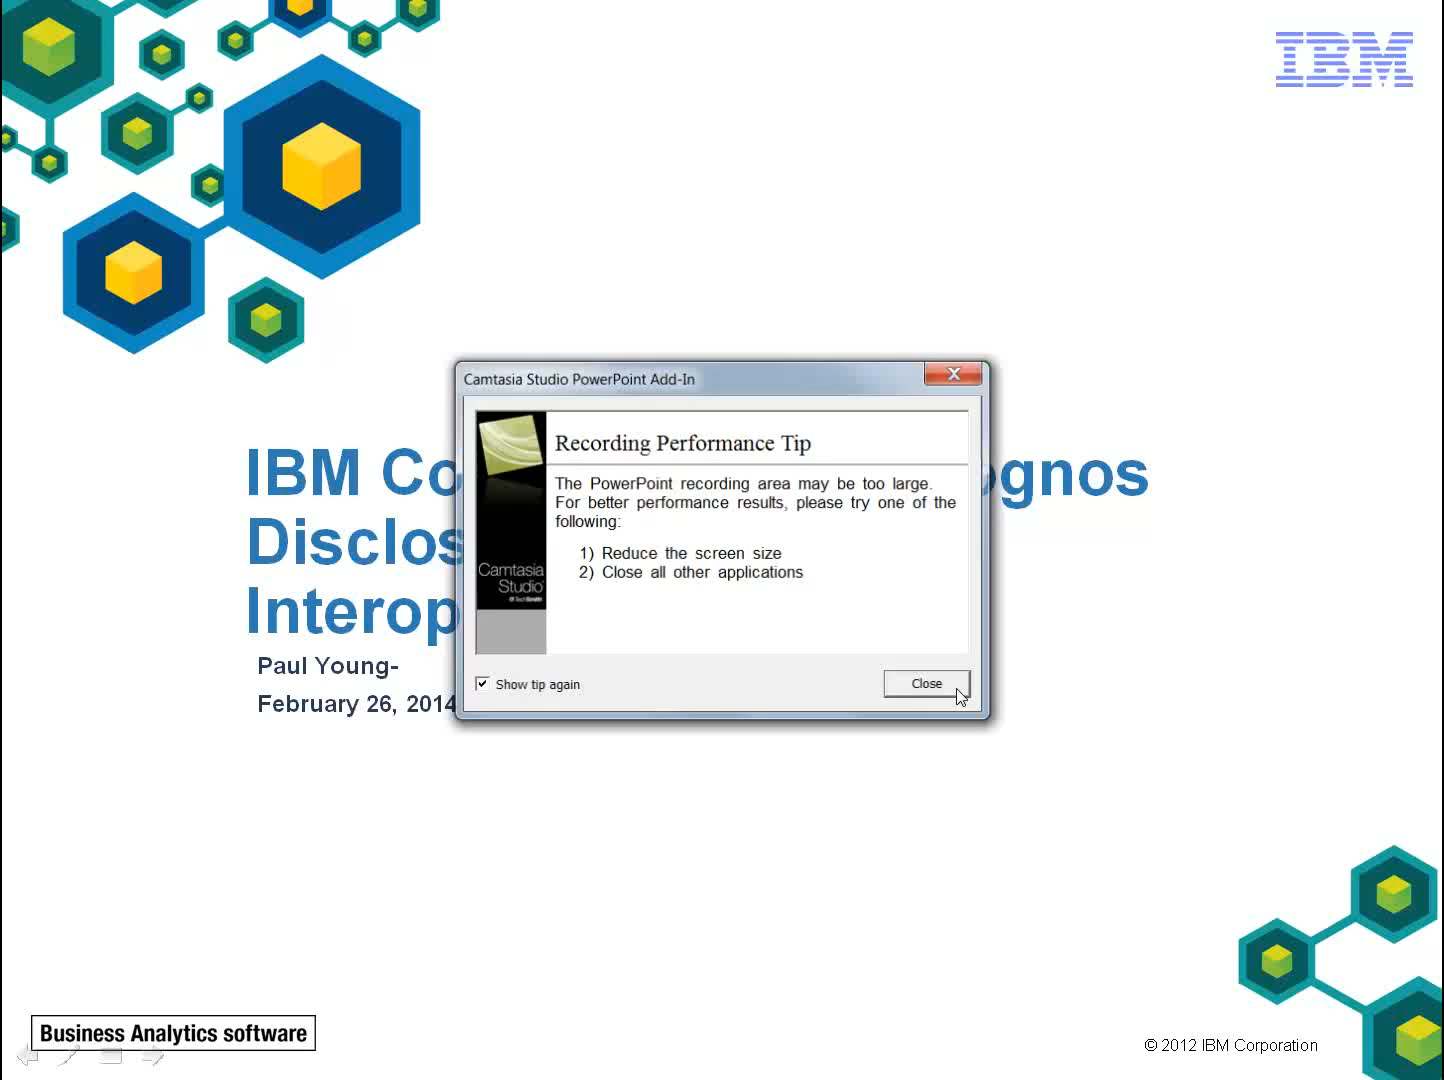 IBM
Camtasia Studio PowerPoint Add-In
Recording Performance Tip
The PowerPoint recording area may be too large.
For better performance results, please try one of the
following:
1) Reduce the screen size
2) Close all other applications
Camtasia
Studio
Show tip again
Close
IBM Co ognos
Disclos
Interop
Paul Young-
February 26, 2014
Business Analytics software
© 2012 IBM Corporation